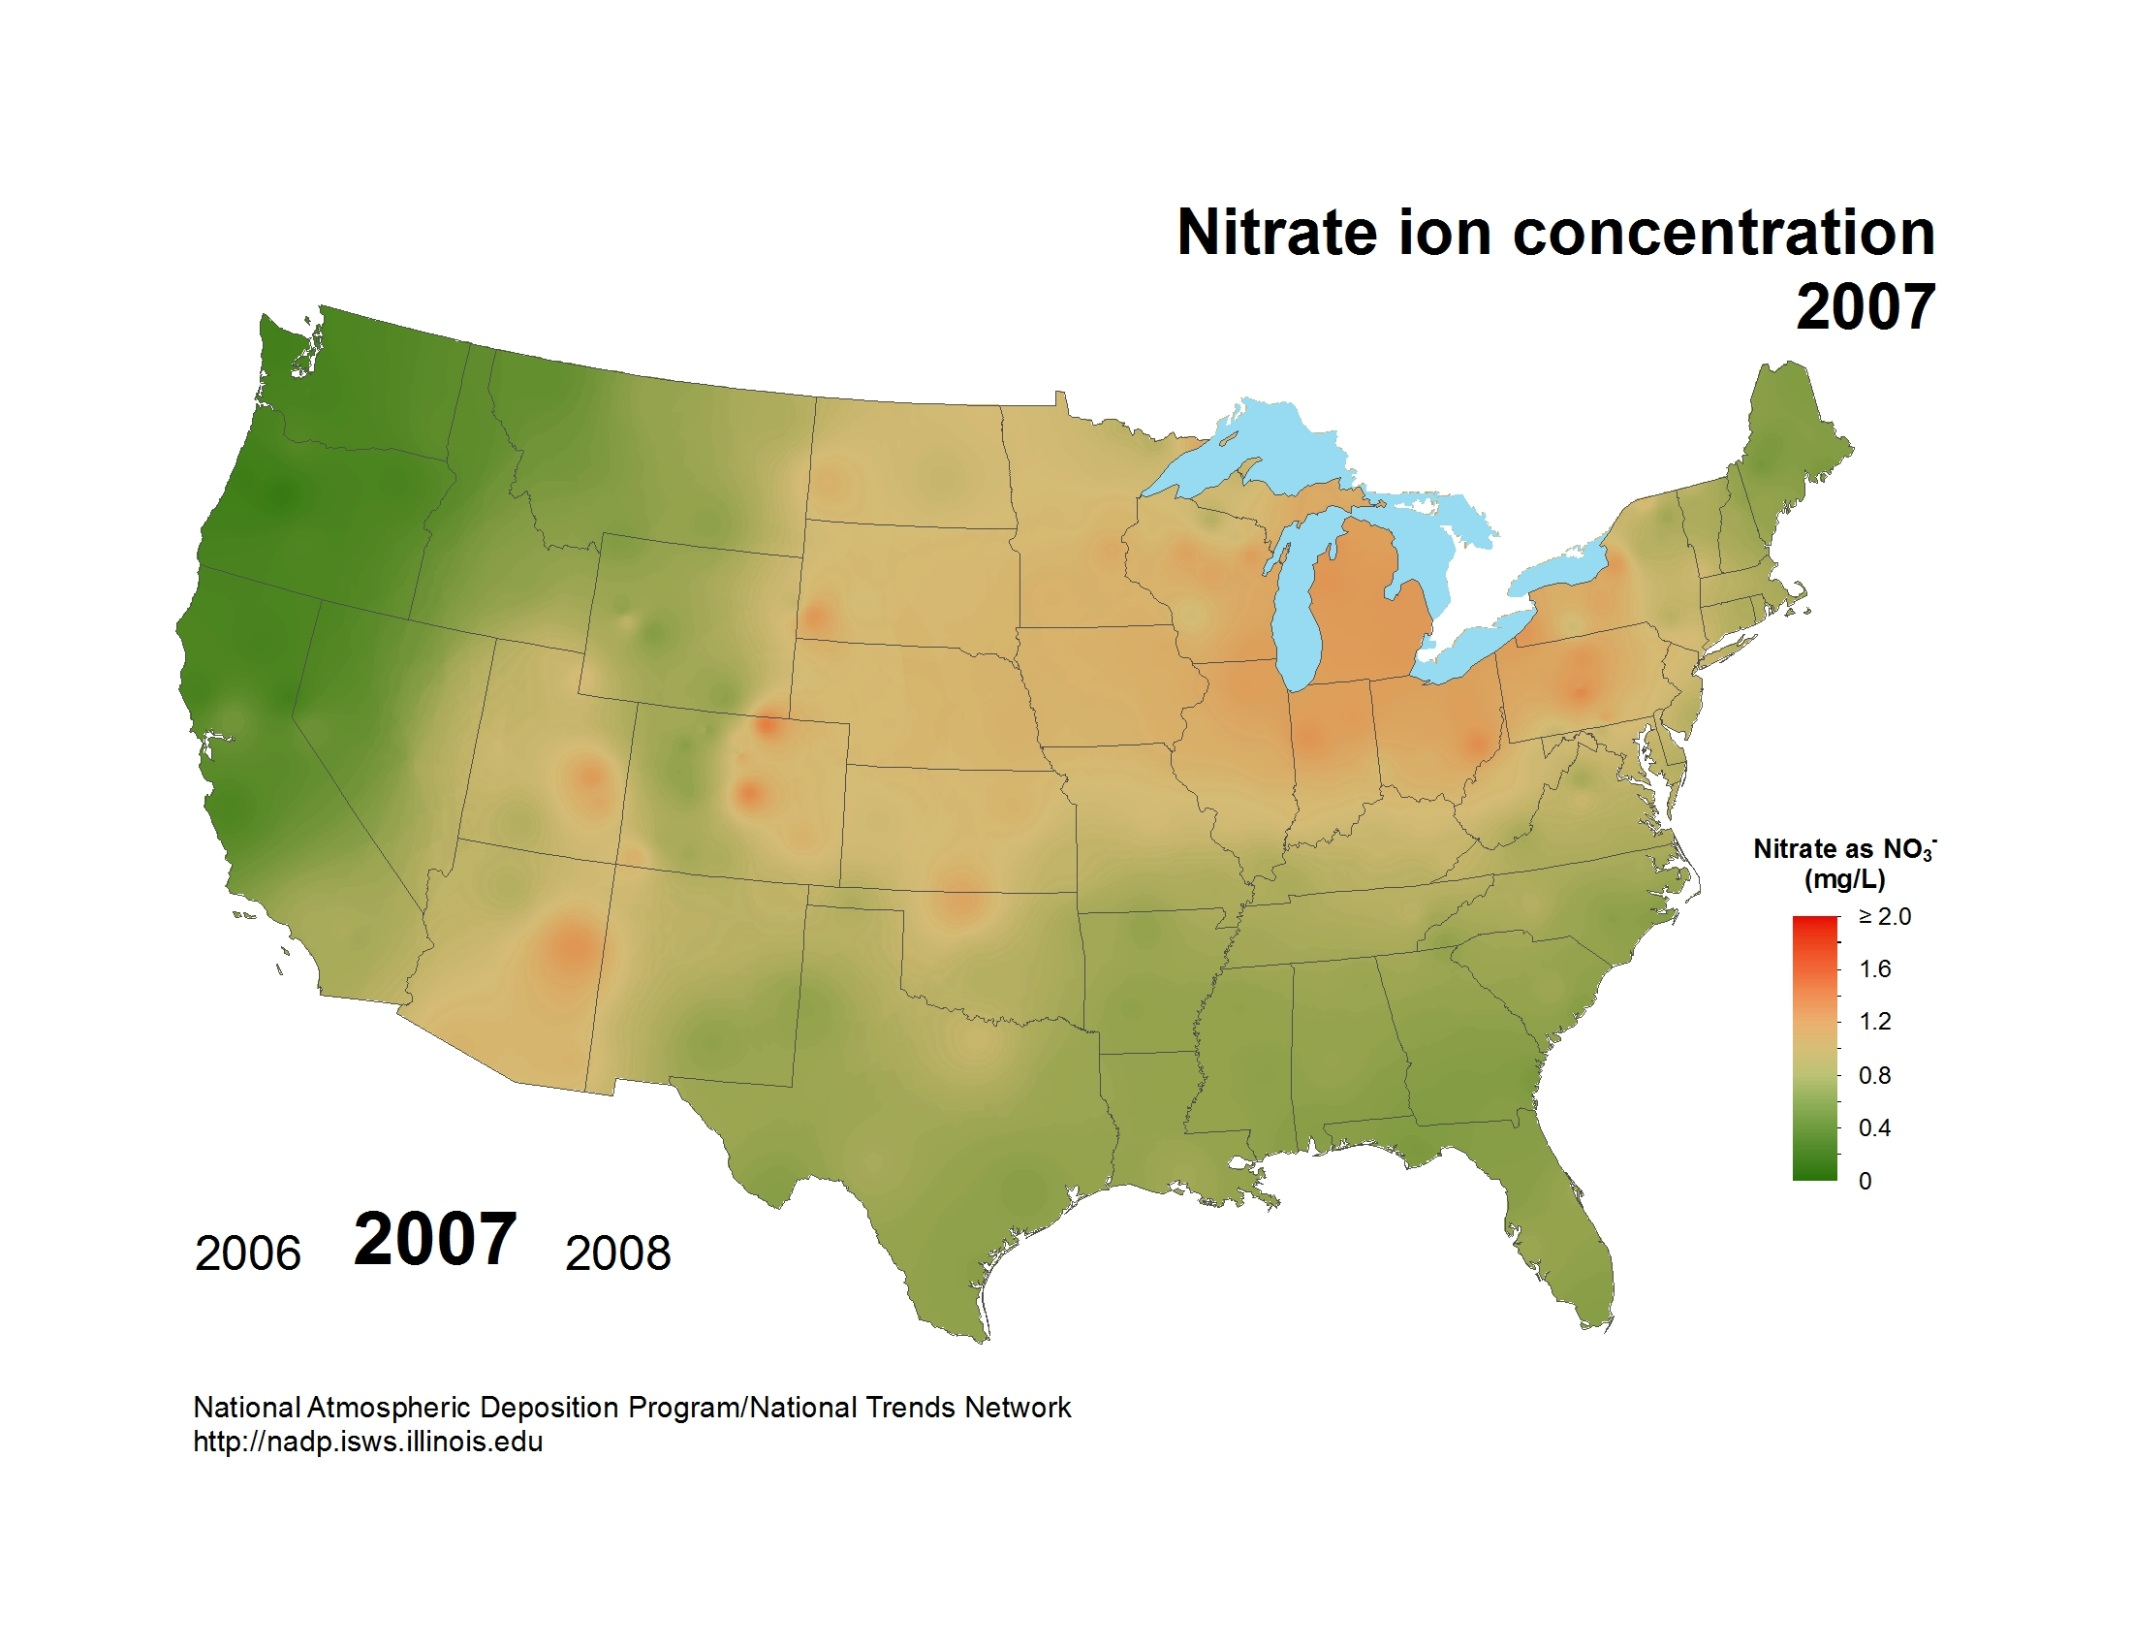 Nitrate ion concentration
2007
Nitrate as NO₃⁻
(mg/L)
≥ 2.0
1.6
1.2
0.8
0.4
0
2006 2007 2008
National Atmospheric Deposition Program/National Trends Network
http://nadp.isws.illinois.edu